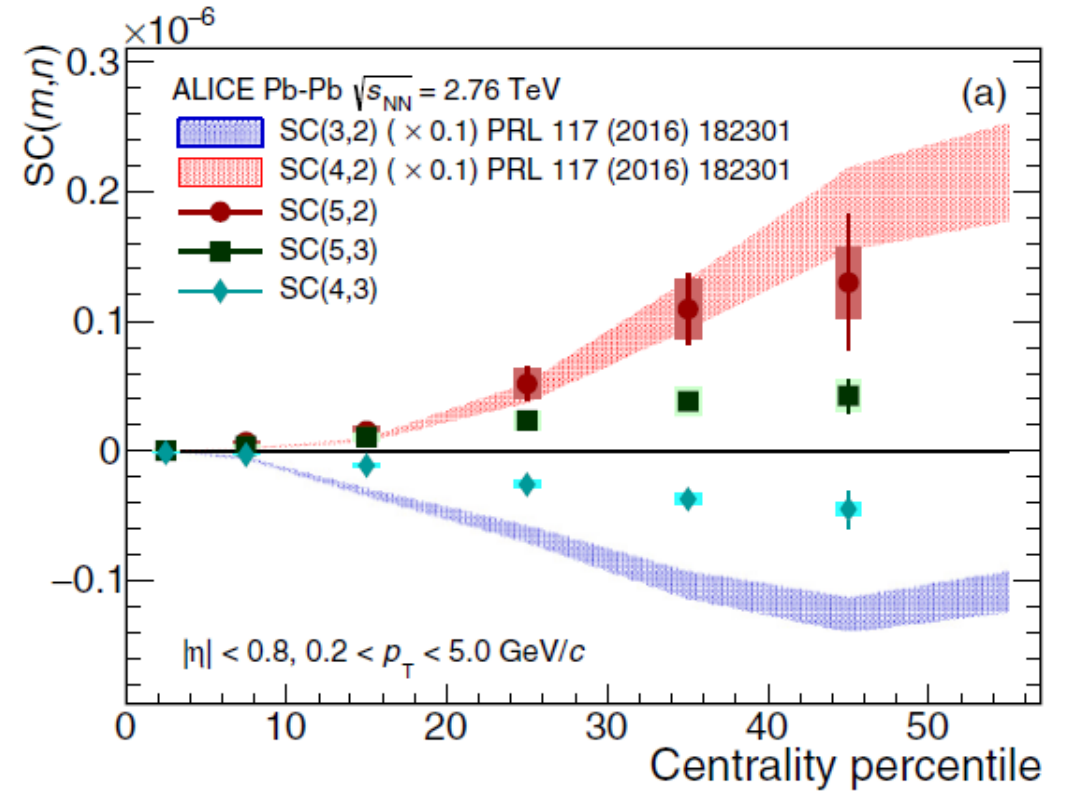 ×10⁻⁶
SC(m,n)
0.3
0.2
0.1
0
−0.1
ALICE Pb-Pb √sNN = 2.76 TeV
(a)
SC(3,2) ( × 0.1) PRL 117 (2016) 182301
SC(4,2) ( × 0.1) PRL 117 (2016) 182301
SC(5,2)
SC(5,3)
SC(4,3)
|η| < 0.8, 0.2 < pT < 5.0 GeV/c
0 10 20 30 40 50
Centrality percentile